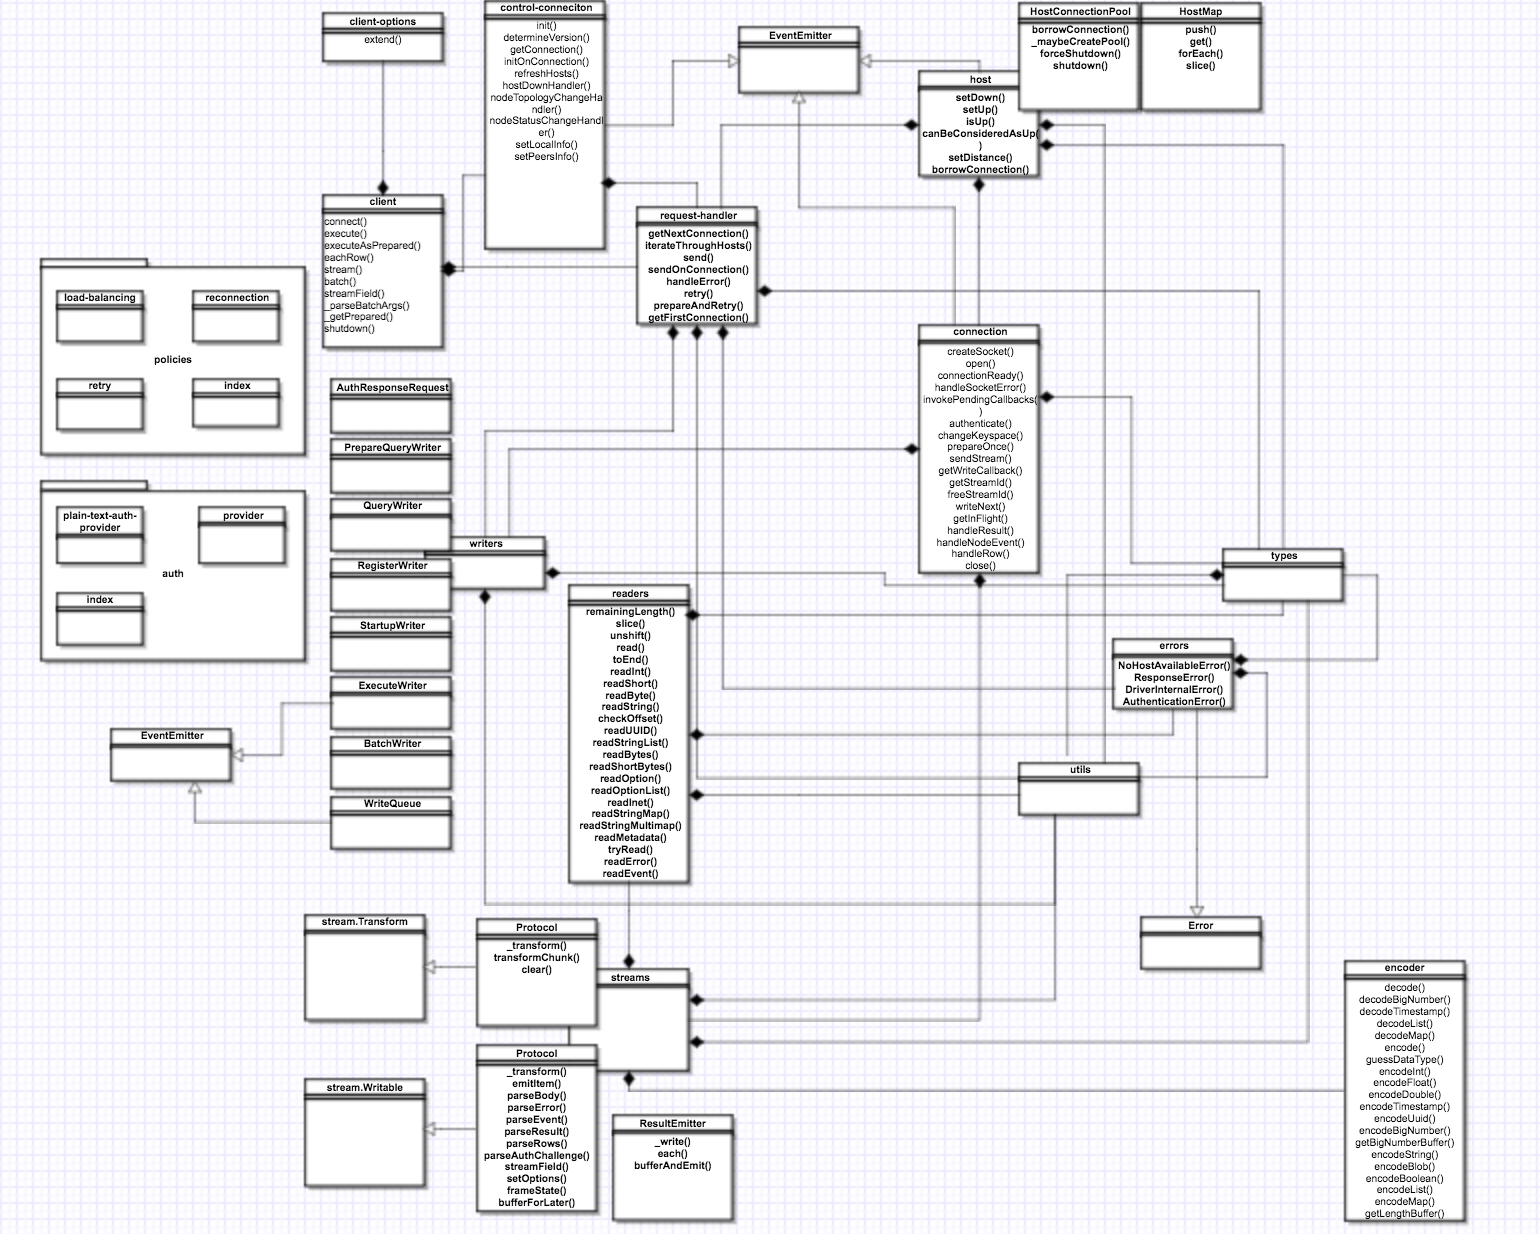 client-options
extend()
control-conneciton
init()
determineVersion()
getConnection()
initOnConnection()
refreshHosts()
hostDownHandler()
nodeTopologyChangeHa
ndler()
nodeStatusChangeHandl
er()
setLocalInfo()
setPeersInfo()
EventEmitter
HostConnectionPool
borrowConnection()
_maybeCreatePool()
forceShutdown()
shutdown()
HostMap
push()
get()
forEach()
slice()
host
setDown()
setUp()
isUp()
canBeConsideredAsUp(
)
setDistance()
borrowConnection()
client
connect()
execute()
executeAsPrepared()
eachRow()
stream()
batch()
streamField()
_parseBatchArgs()
_getPrepared()
shutdown()
request-handler
getNextConnection()
iterateThroughHosts()
send()
sendOnConnection()
handleError()
retry()
prepareAndRetry()
getFirstConnection()
load-balancing
reconnection
policies
retry
index
connection
createSocket()
open()
connectionReady()
handleSocketError()
invokePendingCallbacks(
)
authenticate()
changeKeyspace()
prepareOnce()
sendStream()
getWriteCallback()
getStreamId()
freeStreamId()
writeNext()
getInFlight()
handleResult()
handleNodeEvent()
handleRow()
close()
AuthResponseRequest
PrepareQueryWriter
QueryWriter
writers
RegisterWriter
StartupWriter
ExecuteWriter
BatchWriter
WriteQueue
plain-text-auth-
provider
provider
auth
index
EventEmitter
readers
remainingLength()
slice()
unshift()
read()
toEnd()
readInt()
readShort()
readByte()
readString()
checkOffset()
readUUID()
readStringList()
readBytes()
readShortBytes()
readOption()
readOptionList()
readInet()
readStringMap()
readStringMultimap()
readMetadata()
tryRead()
readError()
readEvent()
types
errors
NoHostAvailableError()
ResponseError()
DriverInternalError()
AuthenticationError()
utils
Error
stream.Transform
Protocol
_transform()
transformChunk()
clear()
streams
stream.Writable
Protocol
_transform()
emitItem()
parseBody()
parseError()
parseEvent()
parseResult()
parseRows()
parseAuthChallenge()
streamField()
setOptions()
frameState()
bufferForLater()
ResultEmitter
_write()
each()
bufferAndEmit()
encoder
decode()
decodeBigNumber()
decodeTimestamp()
decodeList()
decodeMap()
encode()
guessDataType()
encodeInt()
encodeFloat()
encodeDouble()
encodeTimestamp()
encodeUuid()
encodeBigNumber()
getBigNumberBuffer()
encodeString()
encodeBlob()
encodeBoolean()
encodeList()
encodeMap()
getLengthBuffer()